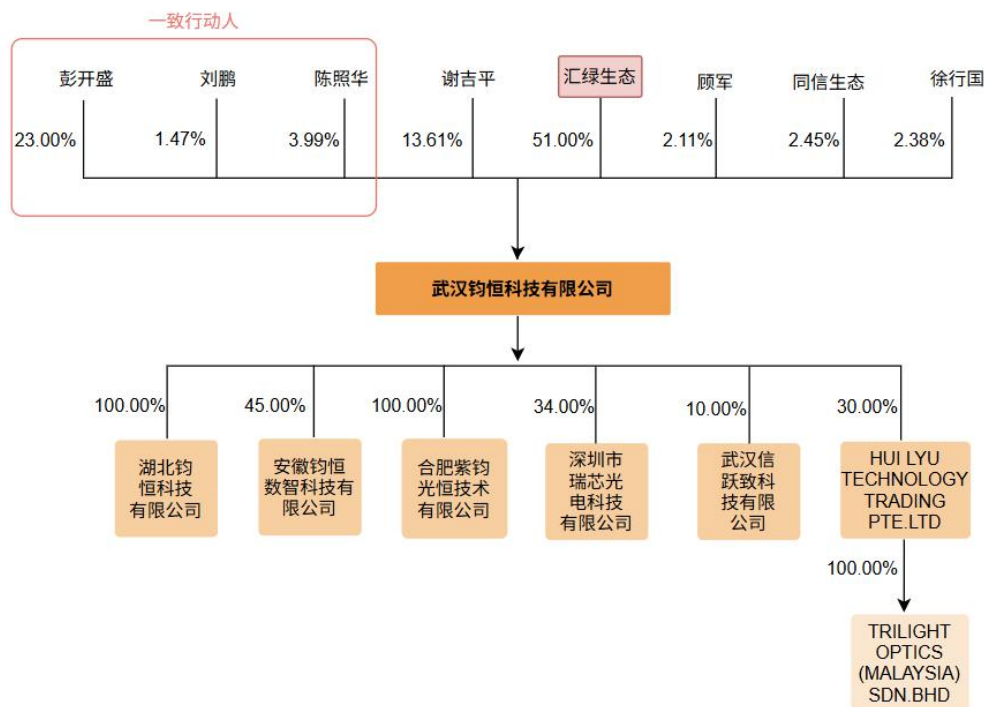 一致行动人
彭开盛
刘鹏
陈照华
谢吉平
汇绿生态
顾军
同信生态
徐行国
23.00%
1.47%
3.99%
13.61%
51.00%
2.11%
2.45%
2.38%
武汉钧恒科技有限公司
100.00%
45.00%
100.00%
34.00%
10.00%
30.00%
湖北钧
恒科技
有限公司
安徽钧恒
数智科技有
限公司
合肥紫钧
光恒技术
有限公司
深圳市
瑞芯光
电科技
有限公司
武汉信
跃致科
技有限
公司
HUI LYU
TECHNOLOGY
TRADING
PTE.LTD
100.00%
TRILIGHT
OPTICS
(MALAYSIA)
SDN.BHD